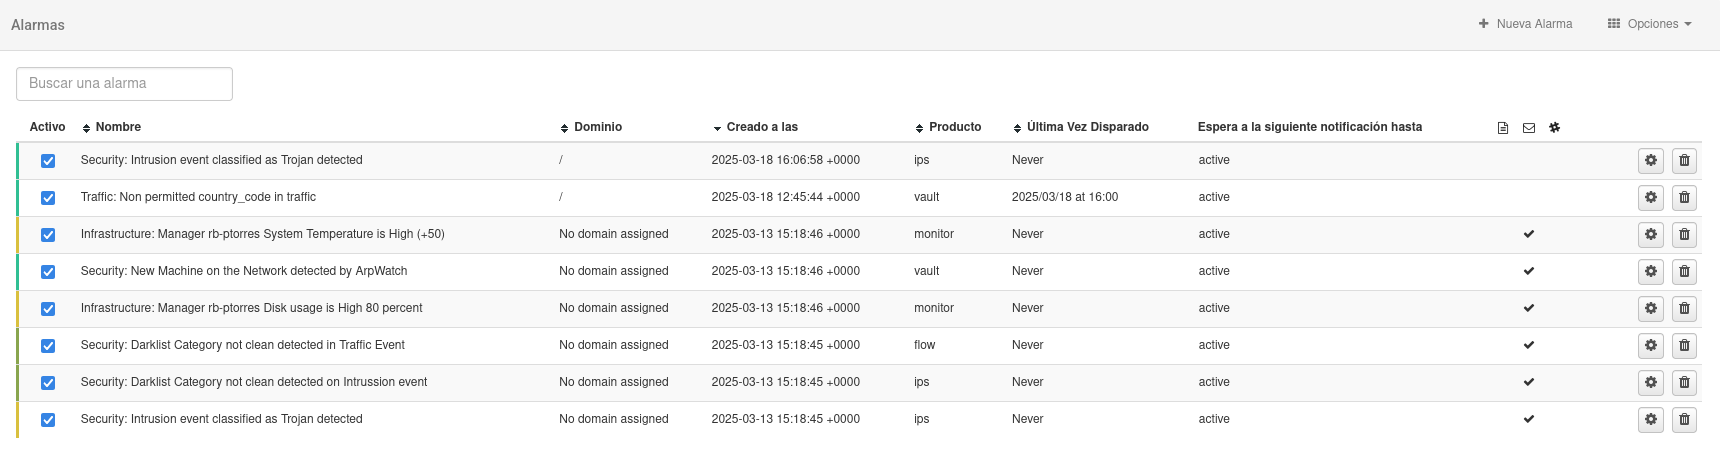 Alarmas Nueva Alarma Opciones
Buscar una alarma
Activo Nombre Dominio Creado a las Producto Última Vez Disparado Espera a la siguiente notificación hasta
Security: Intrusion event classified as Trojan detected / 2025-03-18 16:06:58 +0000 ips Never active
Traffic: Non permitted country_code in traffic / 2025-03-18 12:45:44 +0000 vault 2025/03/18 at 16:00 active
Infrastructure: Manager rb-ptorres System Temperature is High (+50) No domain assigned 2025-03-13 15:18:46 +0000 monitor Never active
Security: New Machine on the Network detected by ArpWatch No domain assigned 2025-03-13 15:18:46 +0000 vault Never active
Infrastructure: Manager rb-ptorres Disk usage is High 80 percent No domain assigned 2025-03-13 15:18:46 +0000 monitor Never active
Security: Darklist Category not clean detected in Traffic Event No domain assigned 2025-03-13 15:18:45 +0000 flow Never active
Security: Darklist Category not clean detected on Intrussion event No domain assigned 2025-03-13 15:18:45 +0000 ips Never active
Security: Intrusion event classified as Trojan detected No domain assigned 2025-03-13 15:18:45 +0000 ips Never active